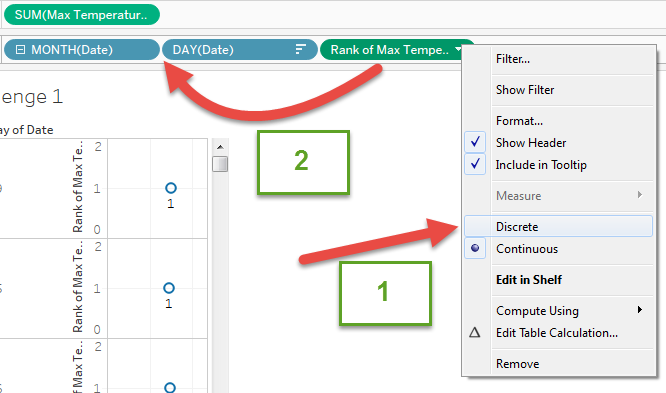 SUM(Max Temperatur..
MONTH(Date)
DAY(Date)
Rank of Max Tempe..
enge 1
ay of Date
Rank of Max Te..
2
1
0
1
Rank of Max Te..
2
1
0
1
Rank of Max Te..
2
1
2
1
Filter...
Show Filter
Format...
Show Header
Include in Tooltip
Measure
Discrete
Continuous
Edit in Shelf
Compute Using
Edit Table Calculation...
Remove